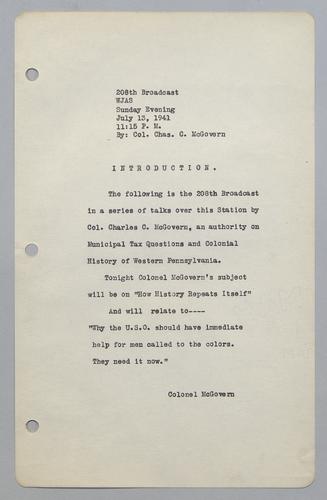 208th Broadcast
WJAS
Sunday Evening
July 13, 1941
11:15 P. M.
By: Col. Chas. C. McGovern
INTRODUCTION.
The following is the 208th Broadcast
in a series of talks over this Station by
Col. Charles C. McGovern, an authority on
Municipal Tax Questions and Colonial
History of Western Pennsylvania.
Tonight Colonel McGovern's subject
will be on "How History Repeats Itself"
And will relate to----
"Why the U.S.O. should have immediate
help for men called to the colors.
They need it now."
Colonel McGovern